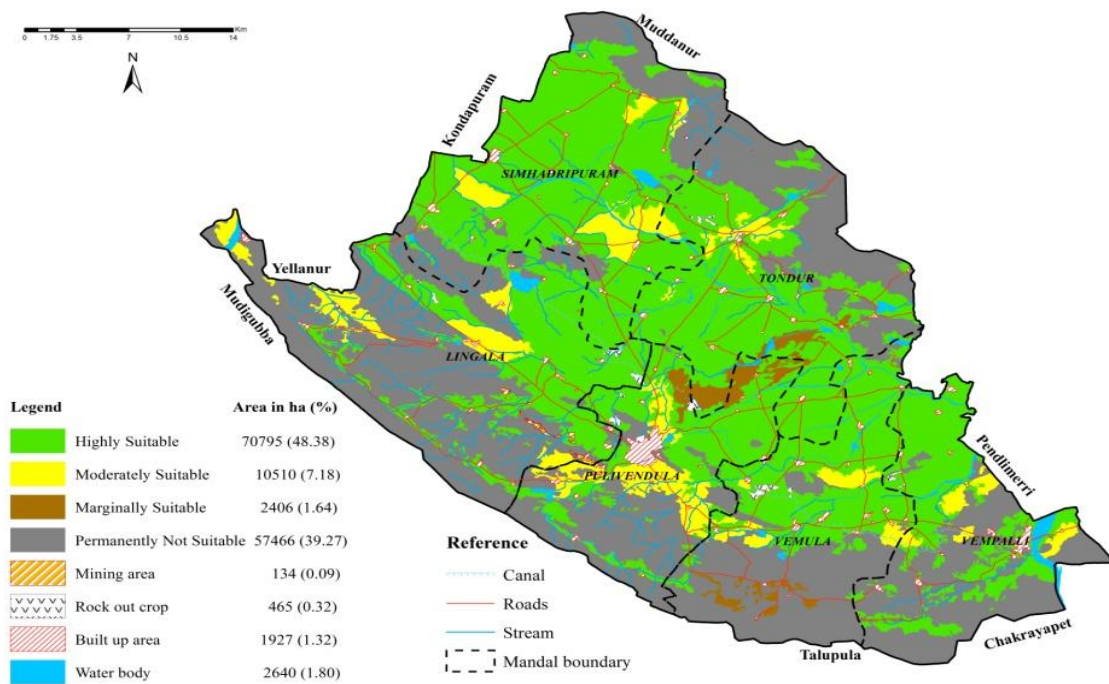 Km
0 1.75 3.5 7 10.5 14
N
Muddanur
Kondapuram
SIMHADRIPURAM
Yellanur
TONDUR
Mudigubba
LINGALA
Pendlimerri
PULIVENDULA
VEMULA
VEMPALLI
Talupula
Chakrayapet
Legend Area in ha (%)
Highly Suitable 70795 (48.38)
Moderately Suitable 10510 (7.18)
Marginally Suitable 2406 (1.64)
Permanently Not Suitable 57466 (39.27)
Mining area 134 (0.09)
Rock out crop 465 (0.32)
Built up area 1927 (1.32)
Water body 2640 (1.80)
Reference
Canal
Roads
Stream
Mandal boundary